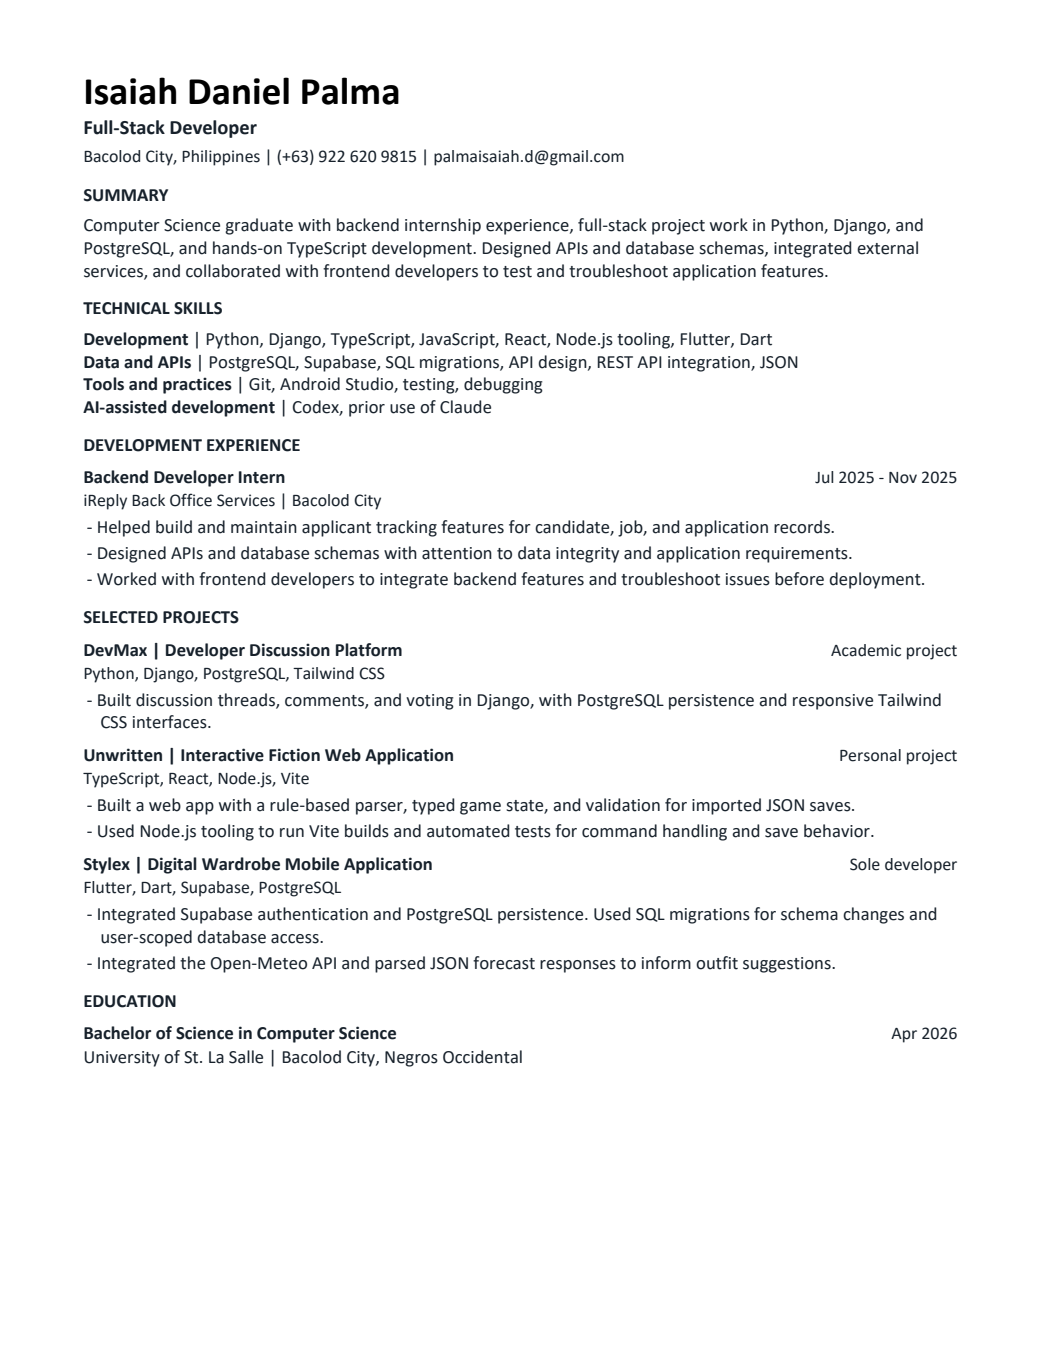 Isaiah Daniel Palma
Full-Stack Developer
Bacolod City, Philippines | (+63) 922 620 9815 | palmaisaiah.d@gmail.com
SUMMARY
Computer Science graduate with backend internship experience, full-stack project work in Python, Django, and
PostgreSQL, and hands-on TypeScript development. Designed APIs and database schemas, integrated external
services, and collaborated with frontend developers to test and troubleshoot application features.
TECHNICAL SKILLS
Development | Python, Django, TypeScript, JavaScript, React, Node.js tooling, Flutter, Dart
Data and APIs | PostgreSQL, Supabase, SQL migrations, API design, REST API integration, JSON
Tools and practices | Git, Android Studio, testing, debugging
AI-assisted development | Codex, prior use of Claude
DEVELOPMENT EXPERIENCE
Backend Developer Intern Jul 2025 - Nov 2025
iReply Back Office Services | Bacolod City
- Helped build and maintain applicant tracking features for candidate, job, and application records.
- Designed APIs and database schemas with attention to data integrity and application requirements.
- Worked with frontend developers to integrate backend features and troubleshoot issues before deployment.
SELECTED PROJECTS
DevMax | Developer Discussion Platform Academic project
Python, Django, PostgreSQL, Tailwind CSS
- Built discussion threads, comments, and voting in Django, with PostgreSQL persistence and responsive Tailwind
CSS interfaces.
Unwritten | Interactive Fiction Web Application Personal project
TypeScript, React, Node.js, Vite
- Built a web app with a rule-based parser, typed game state, and validation for imported JSON saves.
- Used Node.js tooling to run Vite builds and automated tests for command handling and save behavior.
Stylex | Digital Wardrobe Mobile Application Sole developer
Flutter, Dart, Supabase, PostgreSQL
- Integrated Supabase authentication and PostgreSQL persistence. Used SQL migrations for schema changes and
user-scoped database access.
- Integrated the Open-Meteo API and parsed JSON forecast responses to inform outfit suggestions.
EDUCATION
Bachelor of Science in Computer Science Apr 2026
University of St. La Salle | Bacolod City, Negros Occidental